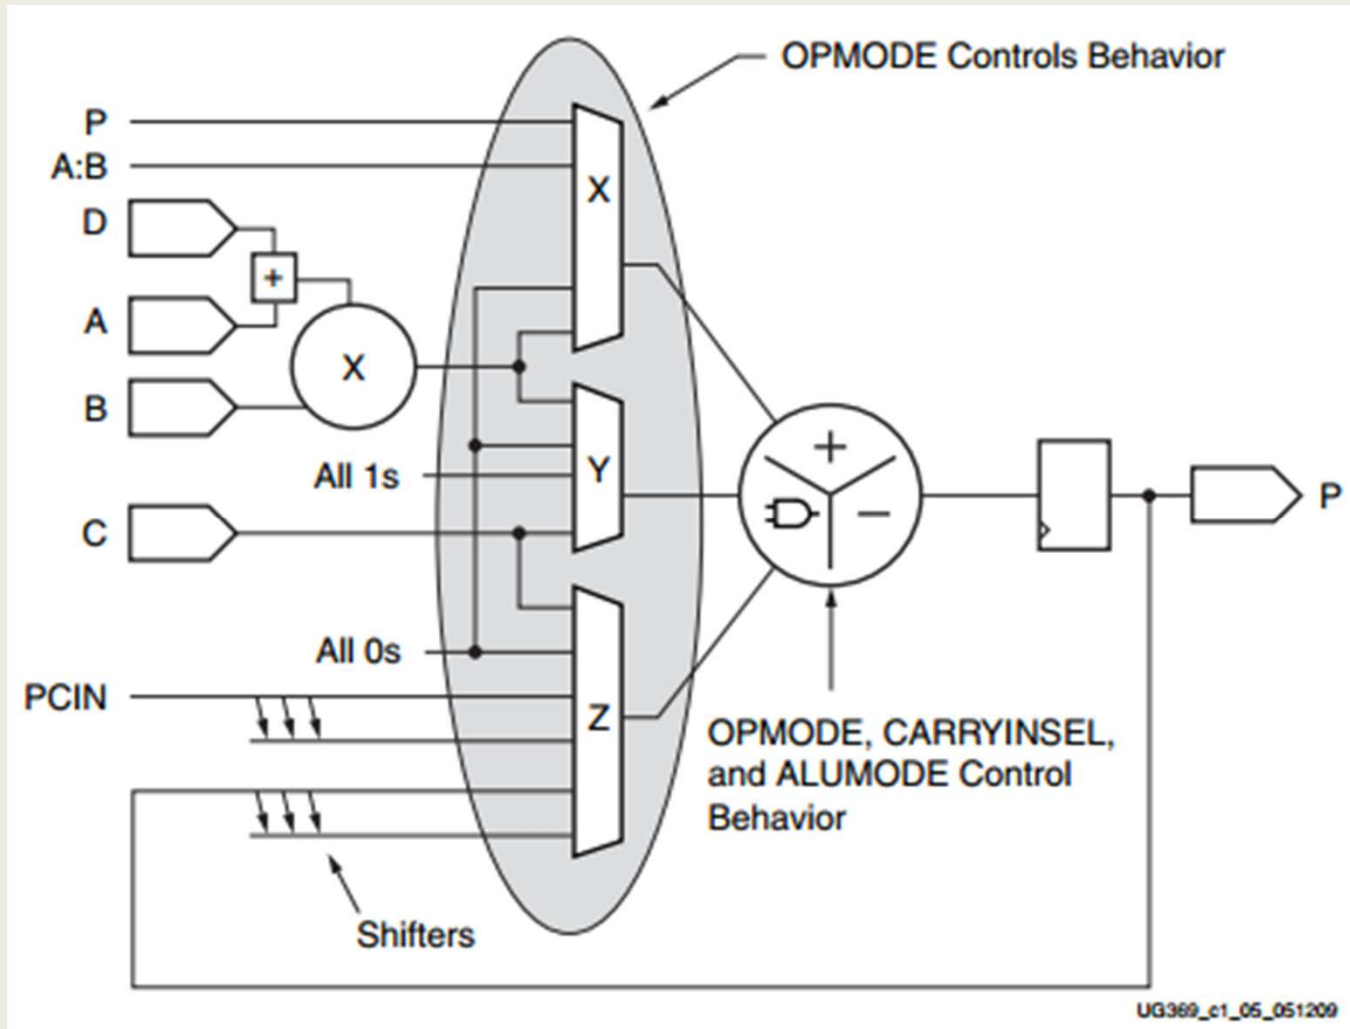 OPMODE Controls Behavior
P
A:B
X
D
+
A
X
B
+
All 1s
Y
P
−
C
All 0s
PCIN
Z
OPMODE, CARRYINSEL,
and ALUMODE Control
Behavior
Shifters
UG369_c1_05_051209